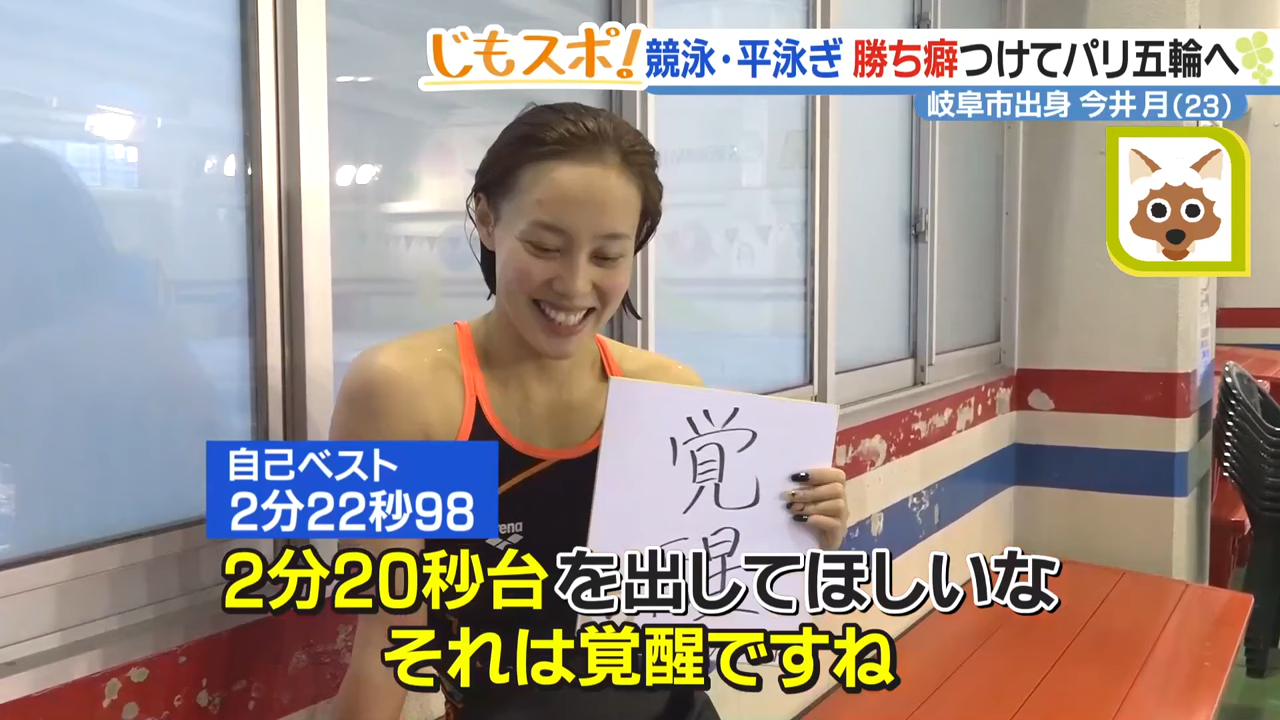 じもスポ!
競泳・平泳ぎ 勝ち癖つけてパリ五輪へ
岐阜市出身 今井 月(23)
覚
自己ベスト
2分22秒98
arena
2分20秒台を出してほしいな
それは覚醒ですね